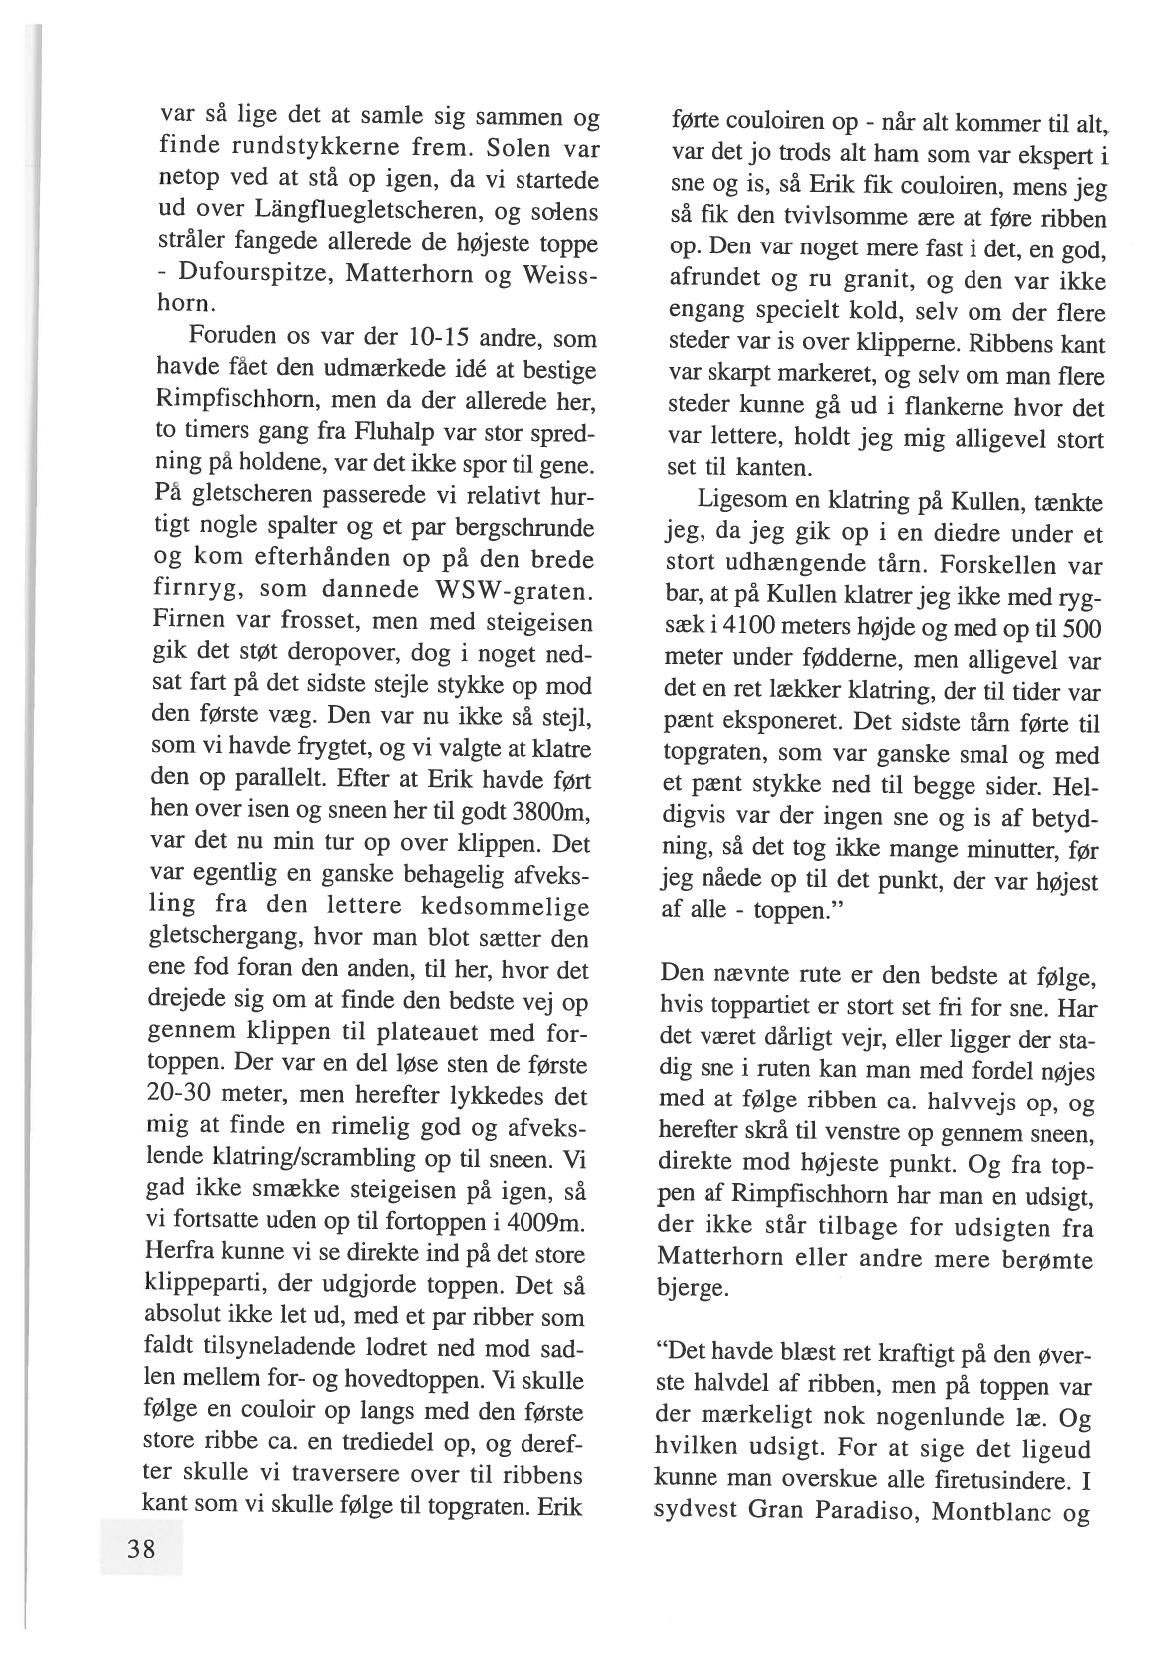 var så lige det at samle sig sammen og
finde rundstykkerne frem. Solen var
netop ved at stå op igen, da vi startede
ud over Längfluegletscheren, og solens
stråler fangede allerede de højeste toppe
- Dufourspitze, Matterhorn og Weiss-
horn.
Foruden os var der 10-15 andre, som
havde fået den udmærkede idé at bestige
Rimpfischhorn, men da der allerede her,
to timers gang fra Fluhalp var stor spred-
ning på holdene, var det ikke spor til gene.
På gletscheren passerede vi relativt hur-
tigt nogle spalter og et par bergschrunde
og kom efterhånden op på den brede
firnryg, som dannede WSW-graten.
Firnen var frosset, men med steigeisen
gik det støt deropover, dog i noget ned-
sat fart på det sidste stejle stykke op mod
den første væg. Den var nu ikke så stejl,
som vi havde frygtet, og vi valgte at klatre
den op parallelt. Efter at Erik havde ført
hen over isen og sneen her til godt 3800m,
var det nu min tur op over klippen. Det
var egentlig en ganske behagelig afveks-
ling fra den lettere kedsommelige
gletschergang, hvor man blot sætter den
ene fod foran den anden, til her, hvor det
drejede sig om at finde den bedste vej op
gennem klippen til plateauet med for-
toppen. Der var en del løse sten de første
20-30 meter, men herefter lykkedes det
mig at finde en rimelig god og afveks-
lende klatring/scrambling op til sneen. Vi
gad ikke smække steigeisen på igen, så
vi fortsatte uden op til fortoppen i 4009m.
Herfra kunne vi se direkte ind på det store
klippeparti, der udgjorde toppen. Det så
absolut ikke let ud, med et par ribber som
faldt tilsyneladende lodret ned mod sad-
len mellem for- og hovedtoppen. Vi skulle
følge en couloir op langs med den første
store ribbe ca. en trediedel op, og deref-
ter skulle vi traversere over til ribbens
kant som vi skulle følge til topgraten. Erik
38
førte couloiren op - når alt kommer til alt,
var det jo trods alt ham som var ekspert i
sne og is, så Erik fik couloiren, mens jeg
så fik den tvivlsomme ære at føre ribben
op. Den var noget mere fast i det, en god,
afrundet og ru granit, og den var ikke
engang specielt kold, selv om der flere
steder var is over klipperne. Ribbens kant
var skarpt markeret, og selv om man flere
steder kunne gå ud i flankerne hvor det
var lettere, holdt jeg mig alligevel stort
set til kanten.
Ligesom en klatring på Kullen, tænkte
jeg, da jeg gik op i en diedre under et
stort udhængende tårn. Forskellen var
bar, at på Kullen klatrer jeg ikke med ryg-
sæk i 4100 meters højde og med op til 500
meter under fødderne, men alligevel var
det en ret lækker klatring, der til tider var
pænt eksponeret. Det sidste tårn førte til
topgraten, som var ganske smal og med
et pænt stykke ned til begge sider. Hel-
digvis var der ingen sne og is af betyd-
ning, så det tog ikke mange minutter, før
jeg nåede op til det punkt, der var højest
af alle - toppen.”
Den nævnte rute er den bedste at følge,
hvis toppartiet er stort set fri for sne. Har
det været dårligt vejr, eller ligger der sta-
dig sne i ruten kan man med fordel nøjes
med at følge ribben ca. halvvejs op, og
herefter skrå til venstre op gennem sneen,
direkte mod højeste punkt. Og fra top-
pen af Rimpfischhorn har man en udsigt,
der ikke står tilbage for udsigten fra
Matterhorn eller andre mere berømte
bjerge.
“Det havde blæst ret kraftigt på den øver-
ste halvdel af ribben, men på toppen var
der mærkeligt nok nogenlunde læ. Og
hvilken udsigt. For at sige det ligeud
kunne man overskue alle firetusindere. I
sydvest Gran Paradiso, Montblanc og